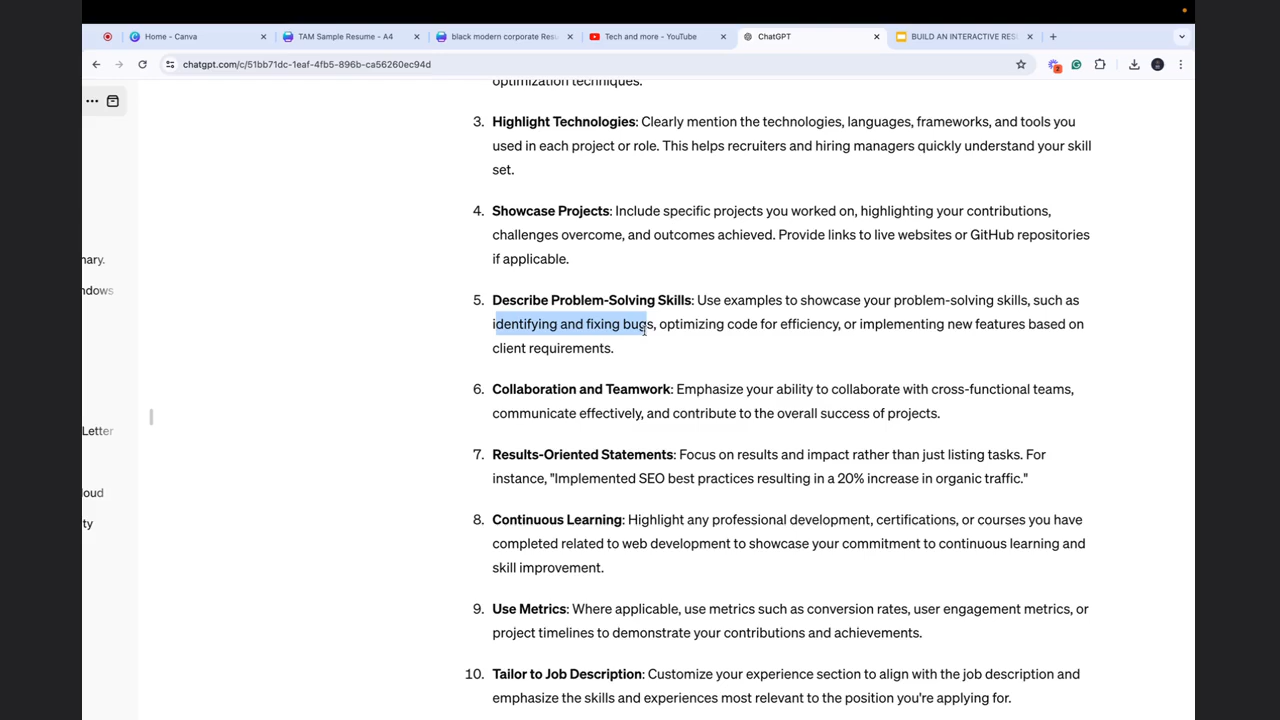 Home - Canva
TAM Sample Resume - A4
black modern corporate Resu
Tech and more - YouTube
ChatGPT
BUILD AN INTERACTIVE RES
chatgpt.com/c/51bb71dc-1eaf-4fb5-896b-ca56260ec94d
optimization techniques.
3. Highlight Technologies: Clearly mention the technologies, languages, frameworks, and tools you
used in each project or role. This helps recruiters and hiring managers quickly understand your skill
set.
4. Showcase Projects: Include specific projects you worked on, highlighting your contributions,
challenges overcome, and outcomes achieved. Provide links to live websites or GitHub repositories
if applicable.
5. Describe Problem-Solving Skills: Use examples to showcase your problem-solving skills, such as
identifying and fixing bugs, optimizing code for efficiency, or implementing new features based on
client requirements.
6. Collaboration and Teamwork: Emphasize your ability to collaborate with cross-functional teams,
communicate effectively, and contribute to the overall success of projects.
7. Results-Oriented Statements: Focus on results and impact rather than just listing tasks. For
instance, "Implemented SEO best practices resulting in a 20% increase in organic traffic."
8. Continuous Learning: Highlight any professional development, certifications, or courses you have
completed related to web development to showcase your commitment to continuous learning and
skill improvement.
9. Use Metrics: Where applicable, use metrics such as conversion rates, user engagement metrics, or
project timelines to demonstrate your contributions and achievements.
10. Tailor to Job Description: Customize your experience section to align with the job description and
emphasize the skills and experiences most relevant to the position you're applying for.
nary.
ndows
Letter
loud
ty